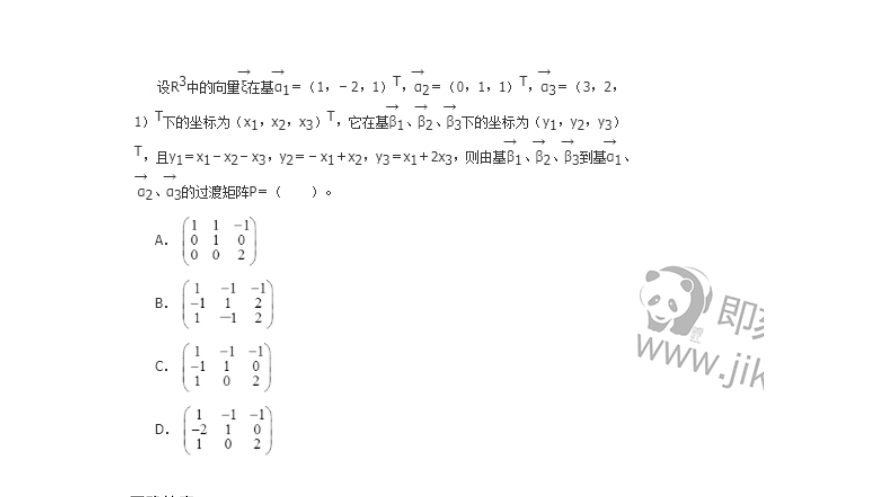 设R3中的向量ξ在基α1=（1，-2，1）T，α2=（0，1，1）T，α3=（3，2，
1）T下的坐标为（x1，x2，x3）T，它在基β1、β2、β3下的坐标为（y1，y2，y3）
T，且y1=x1-x2-x3，y2=-x1+x2，y3=x1+2x3，则由基β1、β2、β3到基α1、
α2、α3的过渡矩阵P=（ ）。
A.
1 1 -1
0 1 0
0 0 2
B.
1 -1 -1
-1 1 2
1 -1 2
C.
1 -1 -1
-1 1 0
1 0 2
D.
1 -1 -1
-2 1 0
1 0 2
即
www.jik